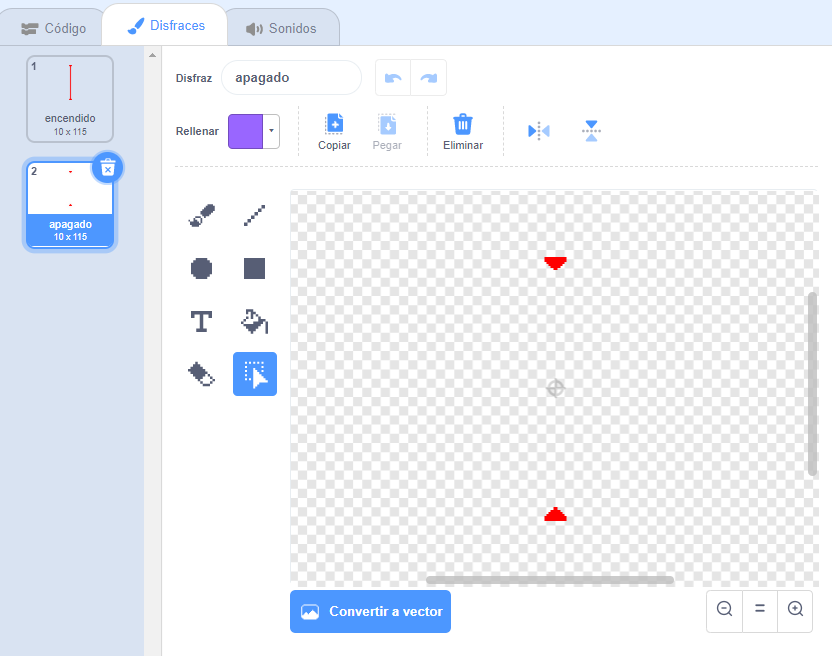 Código
Disfraces
Sonidos
1
encendido
10 x 115
2
apagado
10 x 115
Disfraz
apagado
Rellenar
Copiar
Pegar
Eliminar
T
Convertir a vector